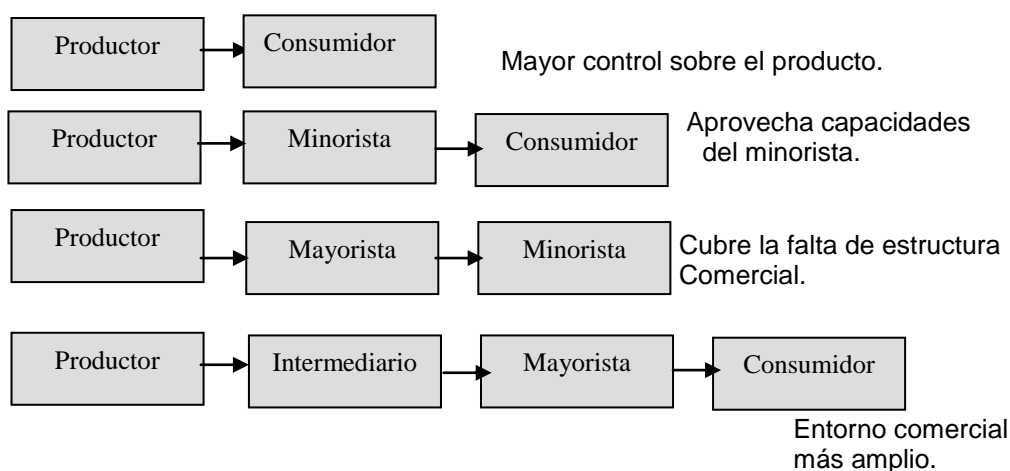 Productor
Consumidor
Mayor control sobre el producto.
Productor
Minorista
Consumidor
Aprovecha capacidades
del minorista.
Productor
Mayorista
Minorista
Cubre la falta de estructura
Comercial.
Productor
Intermediario
Mayorista
Consumidor
Entorno comercial
más amplio.